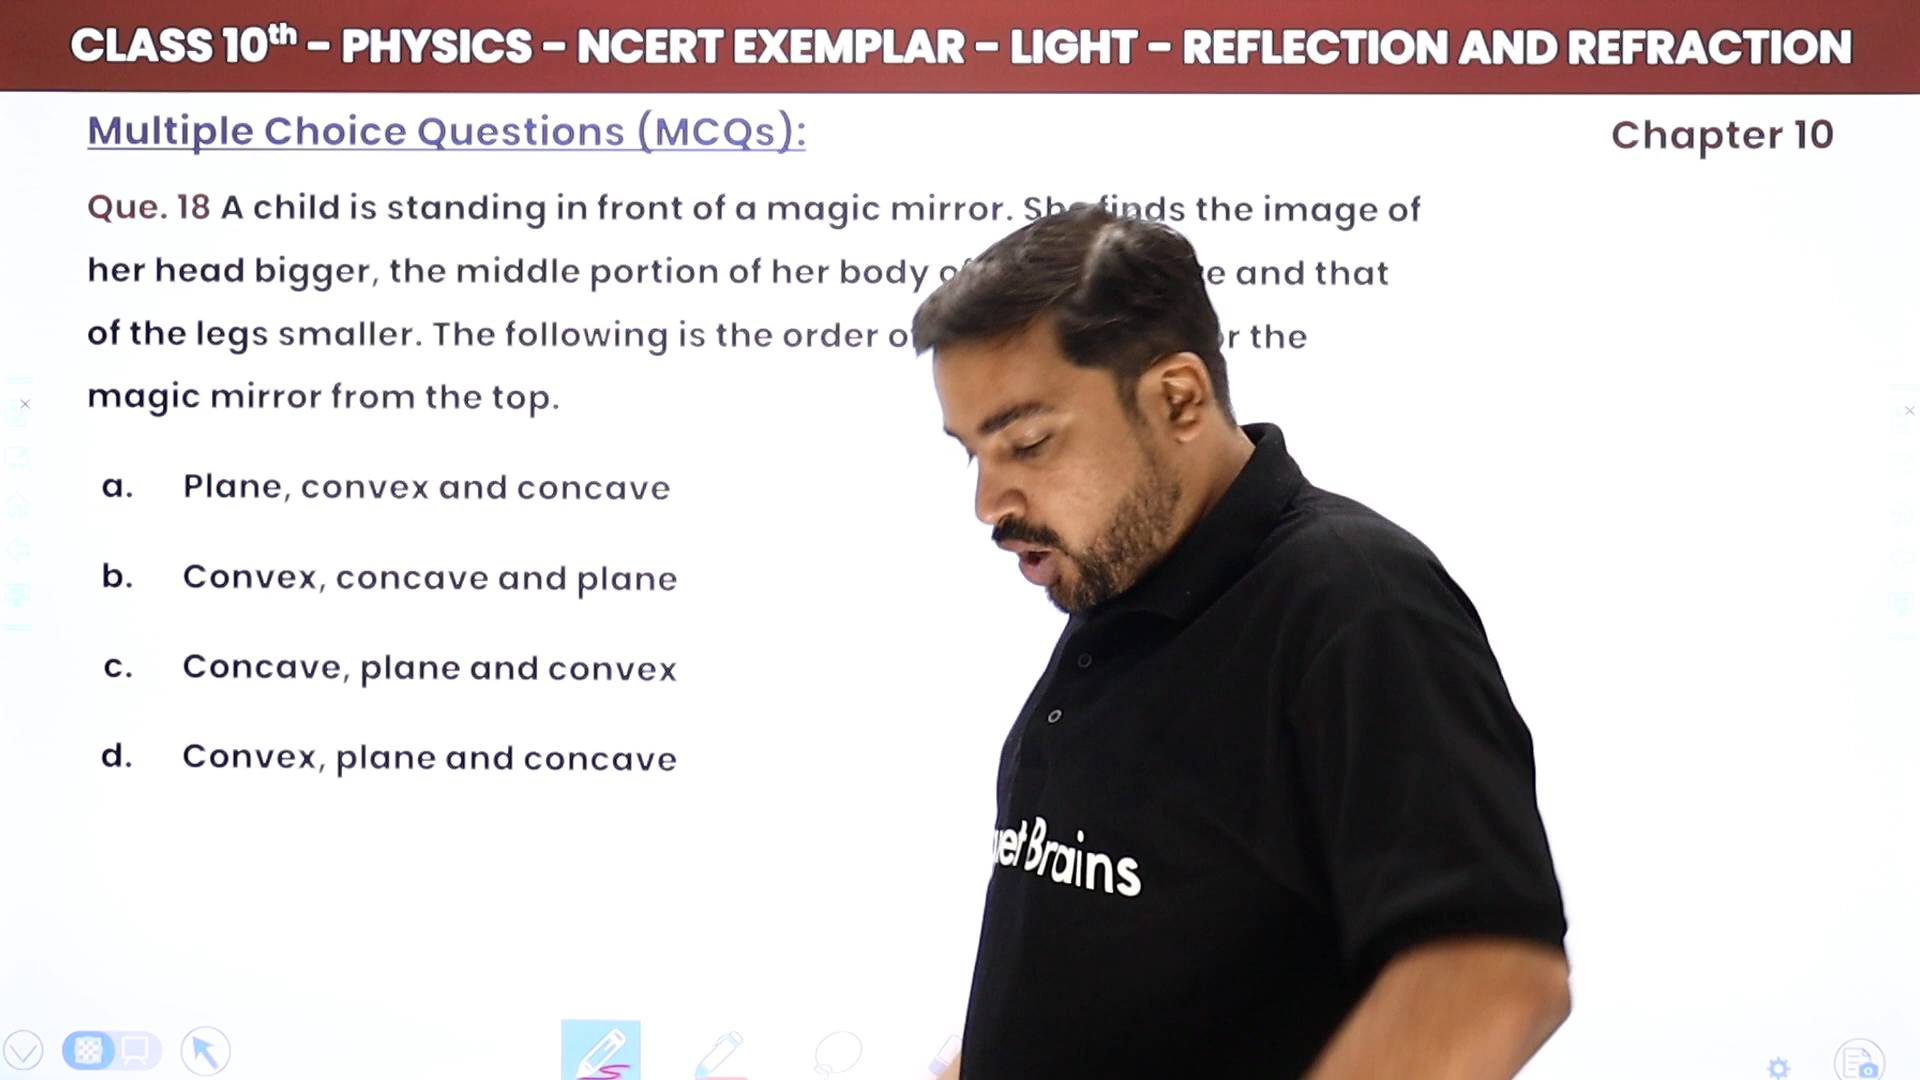 CLASS 10th – PHYSICS – NCERT EXEMPLAR – LIGHT – REFLECTION AND REFRACTION
Multiple Choice Questions (MCQs):
Chapter 10
Que. 18 A child is standing in front of a magic mirror. She finds the image of
her head bigger, the middle portion of her body and that
of the legs smaller. The following is the order the
magic mirror from the top.
a. Plane, convex and concave
b. Convex, concave and plane
c. Concave, plane and convex
d. Convex, plane and concave
Brains